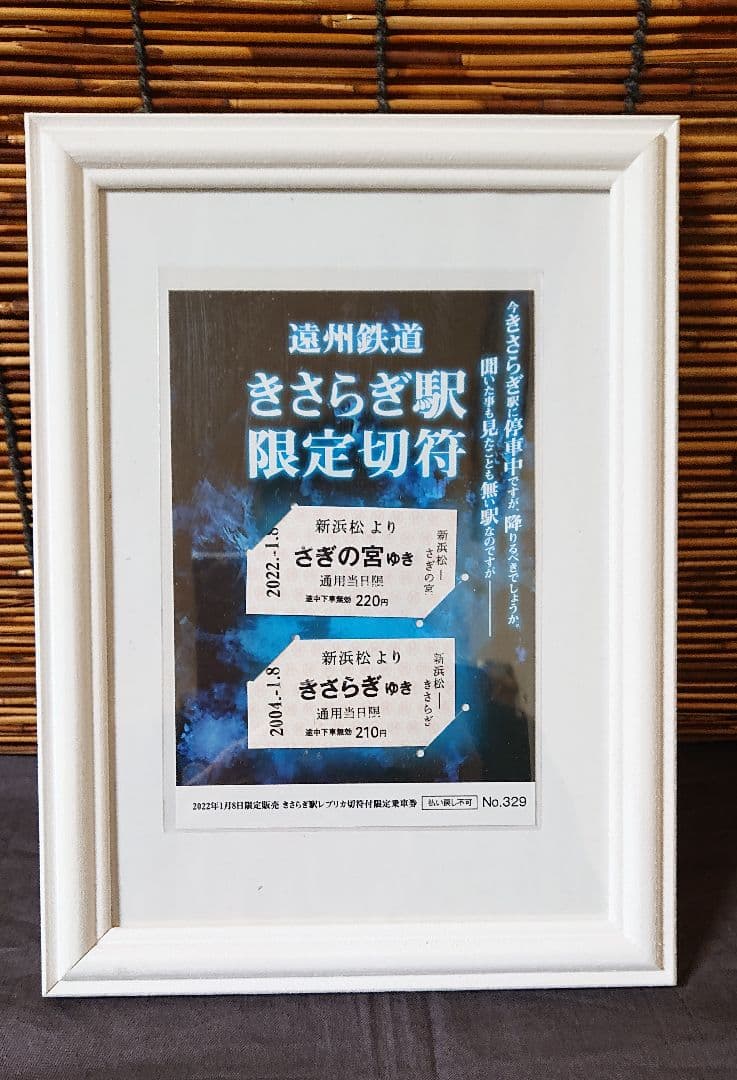 遠州鉄道
きさらぎ駅
限定切符
今きさらぎ駅に停車中ですが、降りるべきでしょうか。
聞いた事も見たことも無い駅なのですが――
2022.-1.8
新浜松より
さぎの宮ゆき
通用当日限
途中下車無効 220円
新浜松―さぎの宮
2004.-1.8
新浜松より
きさらぎゆき
通用当日限
途中下車無効 210円
新浜松―きさらぎ
2022年1月8日限定販売 きさらぎ駅レプリカ切符付限定乗車券 払い戻し不可 No.329